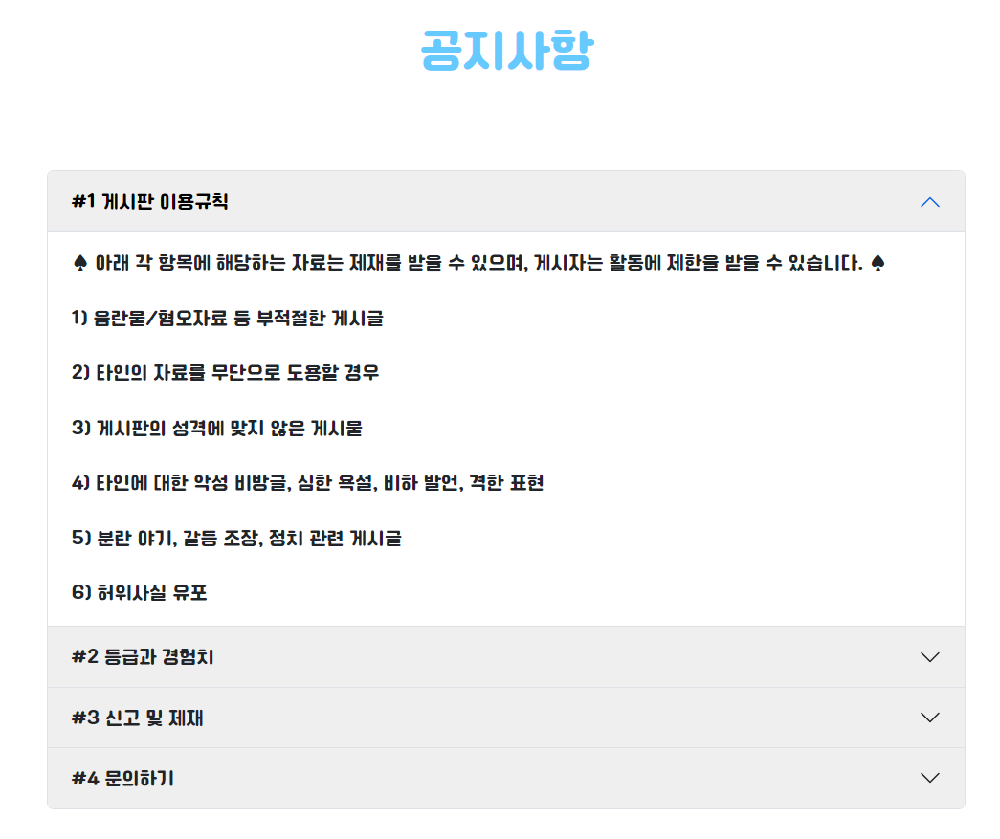 공지사항
#1 게시판 이용규칙
♠ 아래 각 항목에 해당하는 자료는 제재를 받을 수 있으며, 게시자는 활동에 제한을 받을 수 있습니다. ♠
1) 음란물/혐오자료 등 부적절한 게시글
2) 타인의 자료를 무단으로 도용할 경우
3) 게시판의 성격에 맞지 않은 게시물
4) 타인에 대한 악성 비방글, 심한 욕설, 비하 발언, 격한 표현
5) 분란 야기, 갈등 조장, 정치 관련 게시글
6) 허위사실 유포
#2 등급과 경험치
#3 신고 및 제재
#4 문의하기